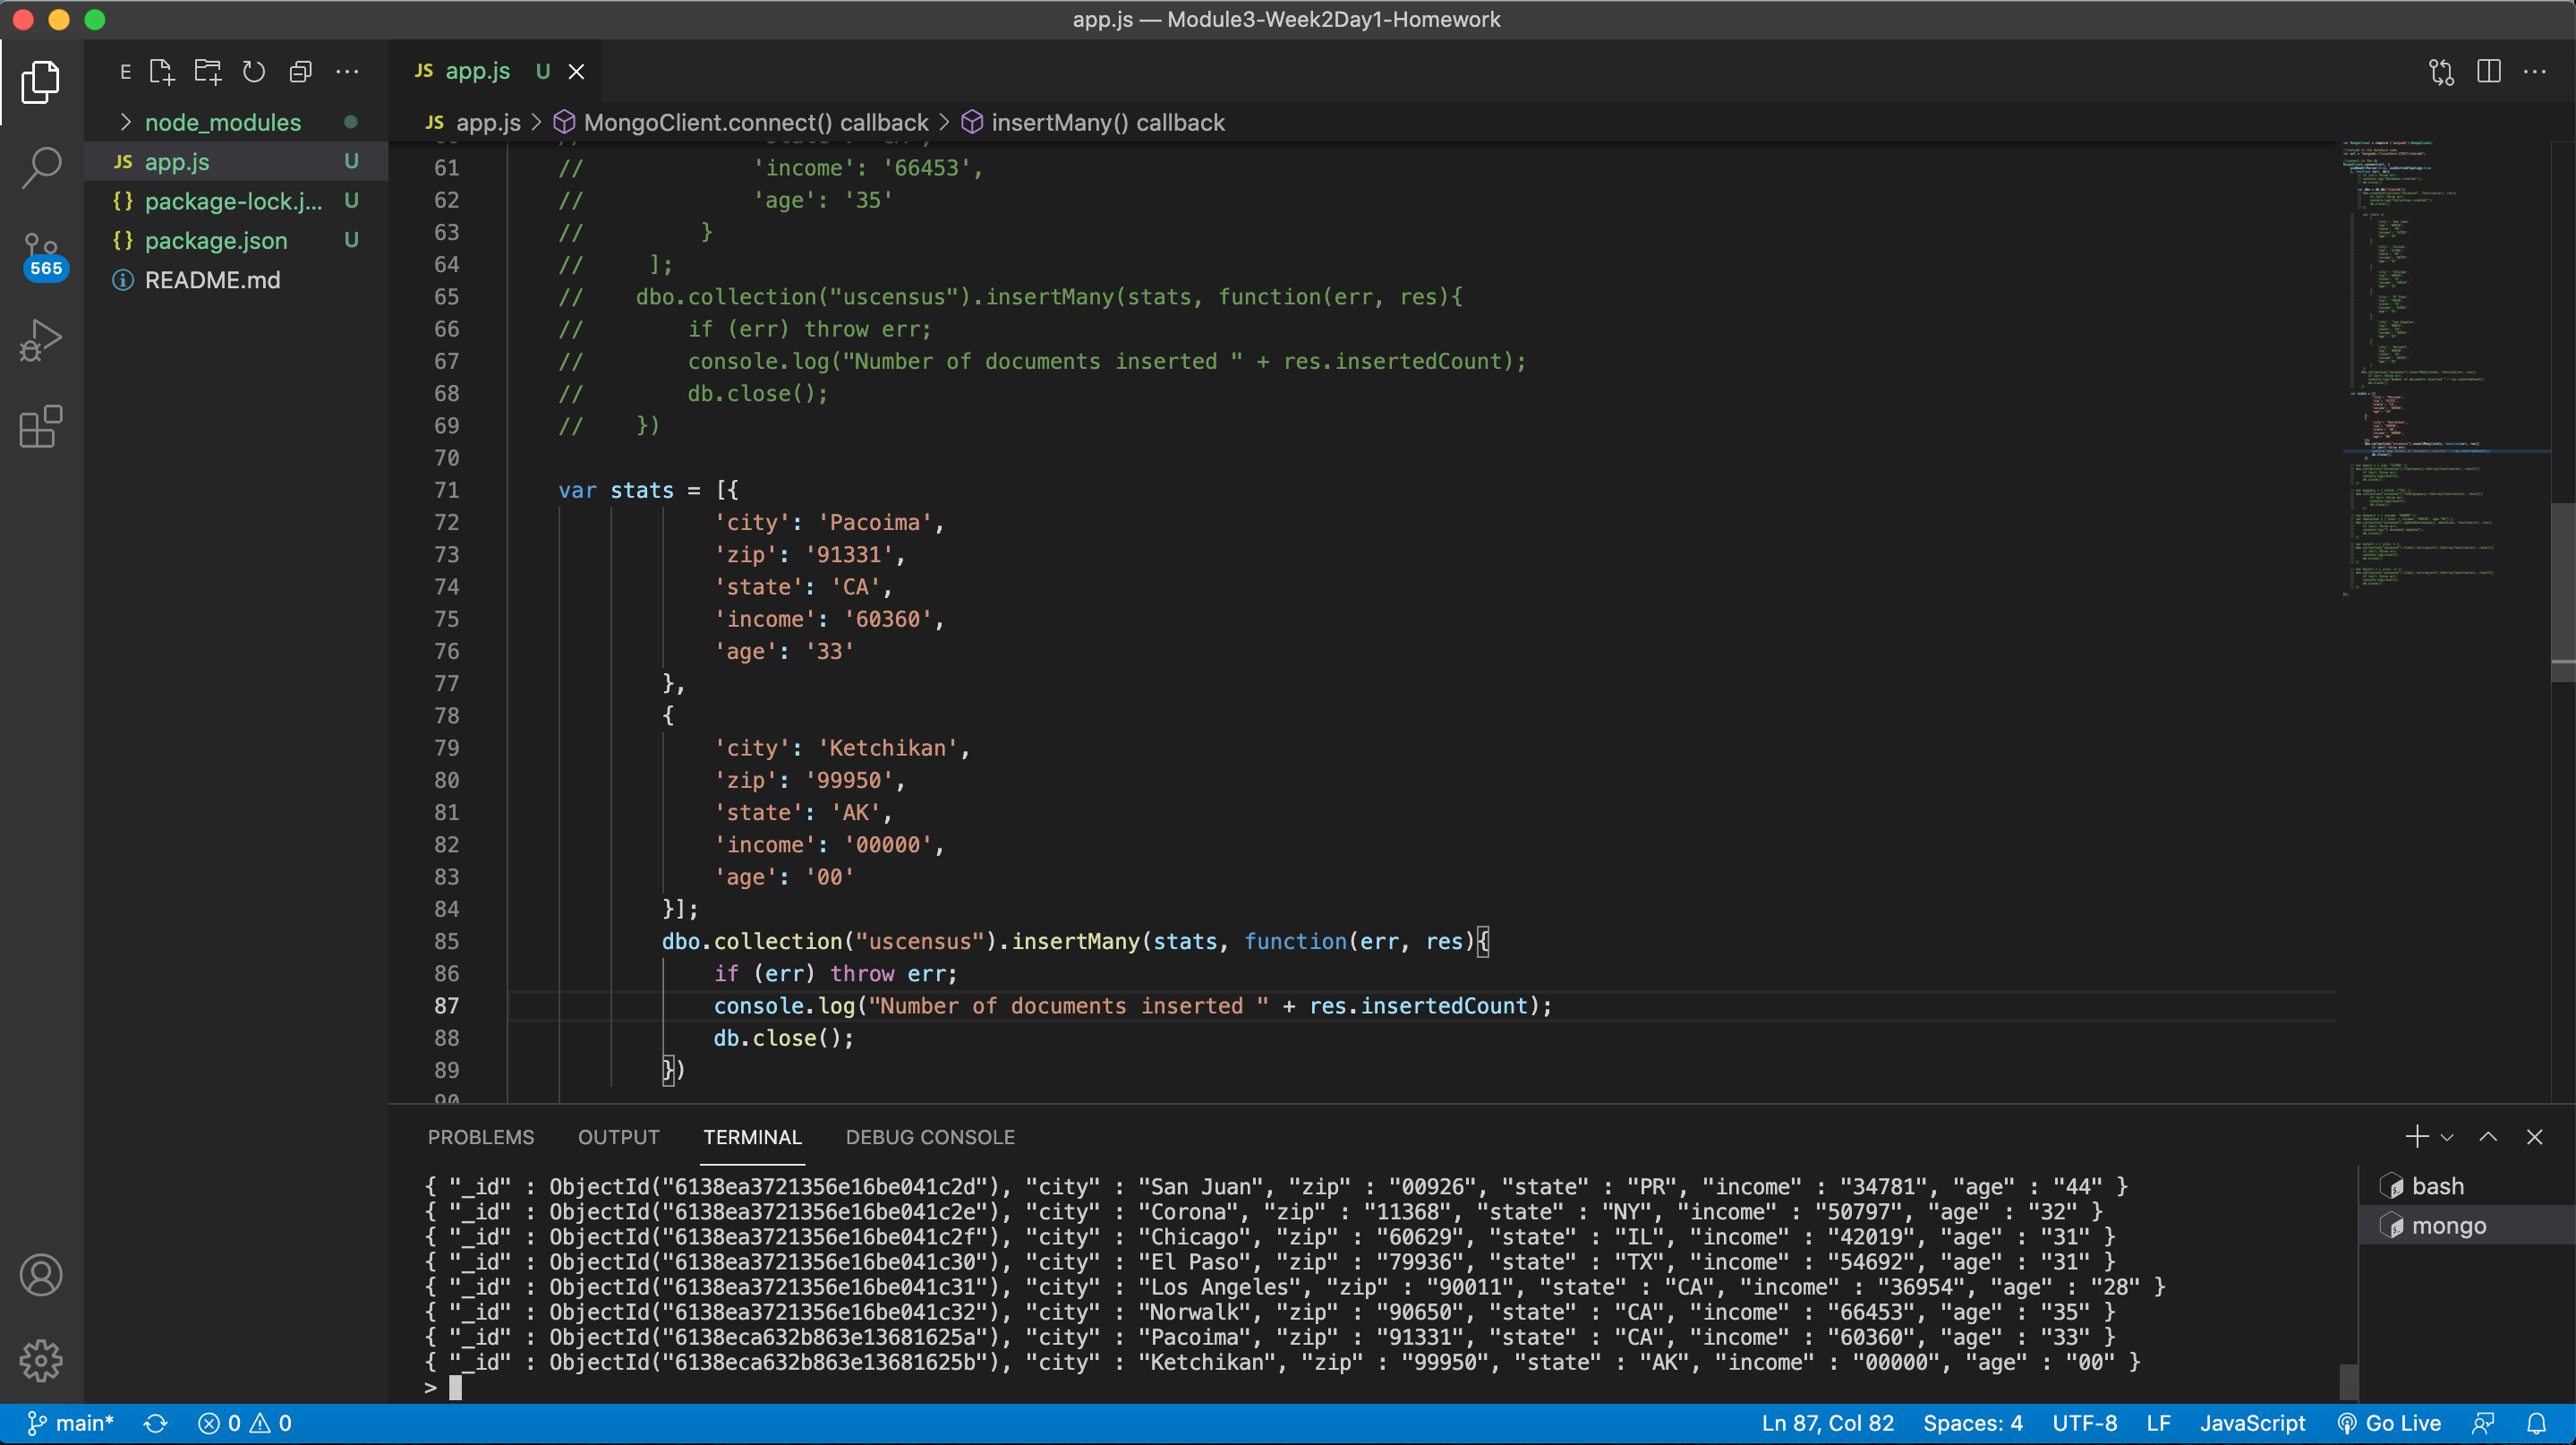 app.js — Module3-Week2Day1-Homework
E
JS app.js U
node_modules
JS app.js U
{} package-lock.j... U
{} package.json U
README.md
565
JS app.js > MongoClient.connect() callback > insertMany() callback
61 // 'income': '66453',
62 // 'age': '35'
63 // }
64 // ];
65 // dbo.collection("uscensus").insertMany(stats, function(err, res){
66 // if (err) throw err;
67 // console.log("Number of documents inserted " + res.insertedCount);
68 // db.close();
69 // })
70
71 var stats = [{
72 'city': 'Pacoima',
73 'zip': '91331',
74 'state': 'CA',
75 'income': '60360',
76 'age': '33'
77 },
78 {
79 'city': 'Ketchikan',
80 'zip': '99950',
81 'state': 'AK',
82 'income': '00000',
83 'age': '00'
84 }];
85 dbo.collection("uscensus").insertMany(stats, function(err, res){
86 if (err) throw err;
87 console.log("Number of documents inserted " + res.insertedCount);
88 db.close();
89 })
90
PROBLEMS OUTPUT TERMINAL DEBUG CONSOLE
{ "_id" : ObjectId("6138ea3721356e16be041c2d"), "city" : "San Juan", "zip" : "00926", "state" : "PR", "income" : "34781", "age" : "44" }
{ "_id" : ObjectId("6138ea3721356e16be041c2e"), "city" : "Corona", "zip" : "11368", "state" : "NY", "income" : "50797", "age" : "32" }
{ "_id" : ObjectId("6138ea3721356e16be041c2f"), "city" : "Chicago", "zip" : "60629", "state" : "IL", "income" : "42019", "age" : "31" }
{ "_id" : ObjectId("6138ea3721356e16be041c30"), "city" : "El Paso", "zip" : "79936", "state" : "TX", "income" : "54692", "age" : "31" }
{ "_id" : ObjectId("6138ea3721356e16be041c31"), "city" : "Los Angeles", "zip" : "90011", "state" : "CA", "income" : "36954", "age" : "28" }
{ "_id" : ObjectId("6138ea3721356e16be041c32"), "city" : "Norwalk", "zip" : "90650", "state" : "CA", "income" : "66453", "age" : "35" }
{ "_id" : ObjectId("6138eca632b863e13681625a"), "city" : "Pacoima", "zip" : "91331", "state" : "CA", "income" : "60360", "age" : "33" }
{ "_id" : ObjectId("6138eca632b863e13681625b"), "city" : "Ketchikan", "zip" : "99950", "state" : "AK", "income" : "00000", "age" : "00" }
>
bash
mongo
main* 0 0 Ln 87, Col 82 Spaces: 4 UTF-8 LF JavaScript Go Live